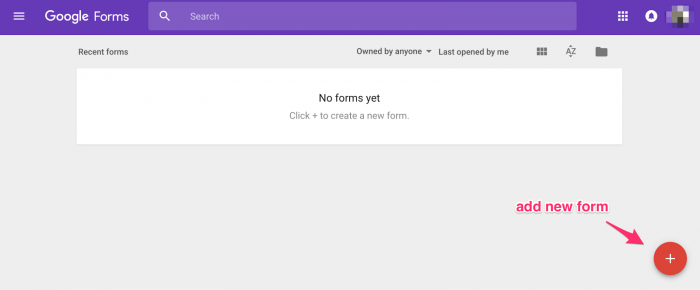 Google Forms
Search
Recent forms
Owned by anyone
Last opened by me
AZ
No forms yet
Click + to create a new form.
add new form
+